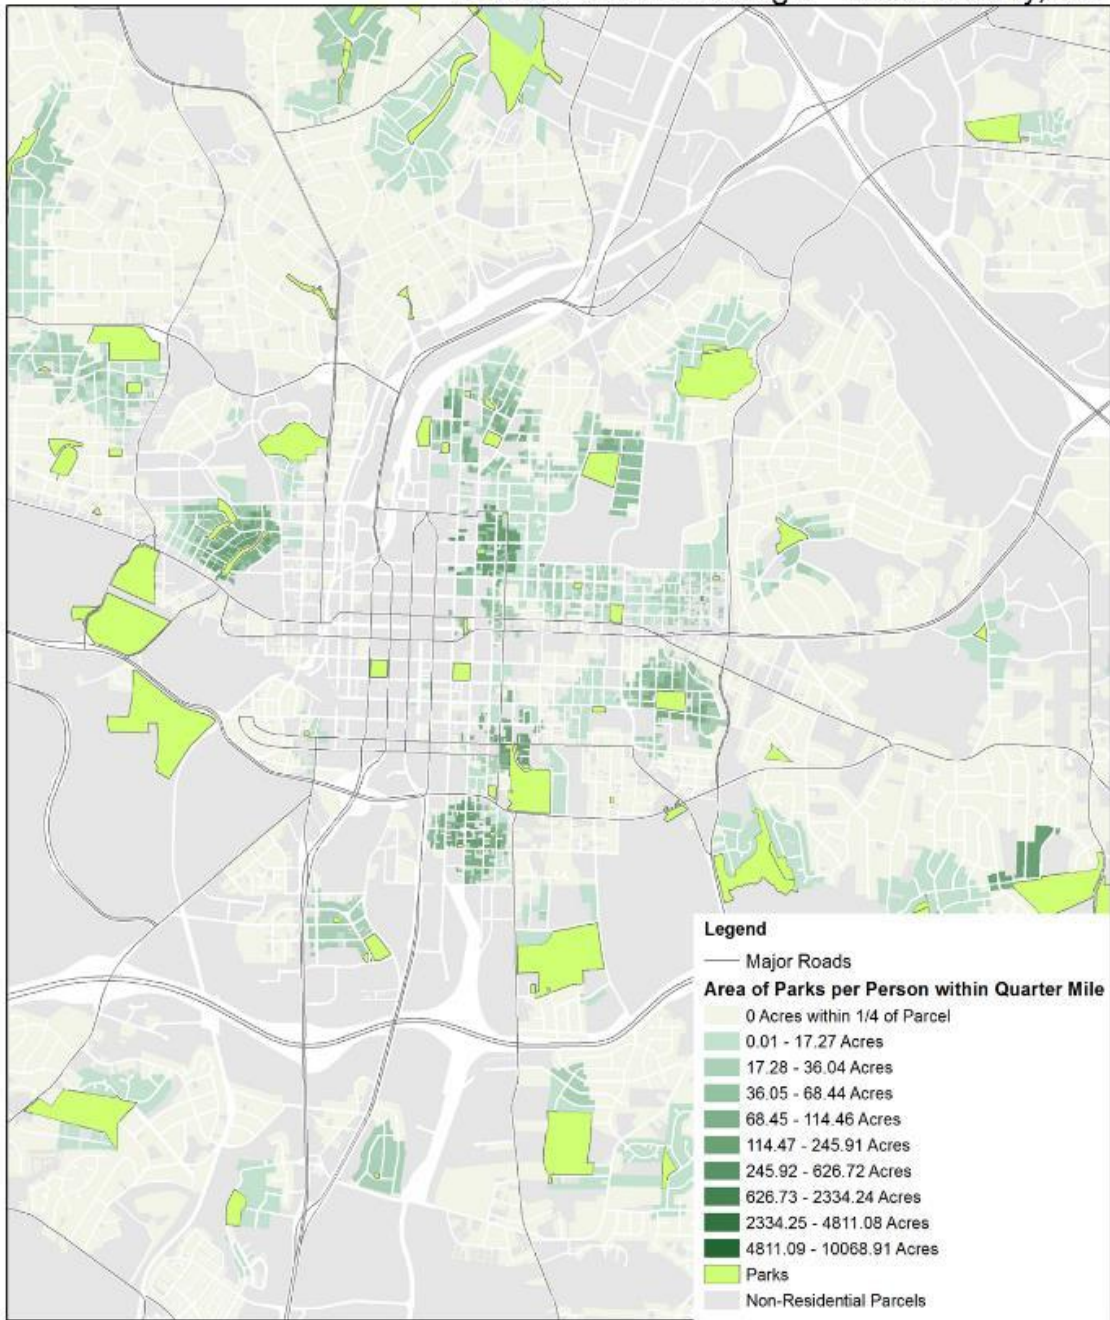 Legend
Major Roads
Area of Parks per Person within Quarter Mile
0 Acres within 1/4 of Parcel
0.01 - 17.27 Acres
17.28 - 36.04 Acres
36.05 - 68.44 Acres
68.45 - 114.46 Acres
114.47 - 245.91 Acres
245.92 - 626.72 Acres
626.73 - 2334.24 Acres
2334.25 - 4811.08 Acres
4811.09 - 10068.91 Acres
Parks
Non-Residential Parcels